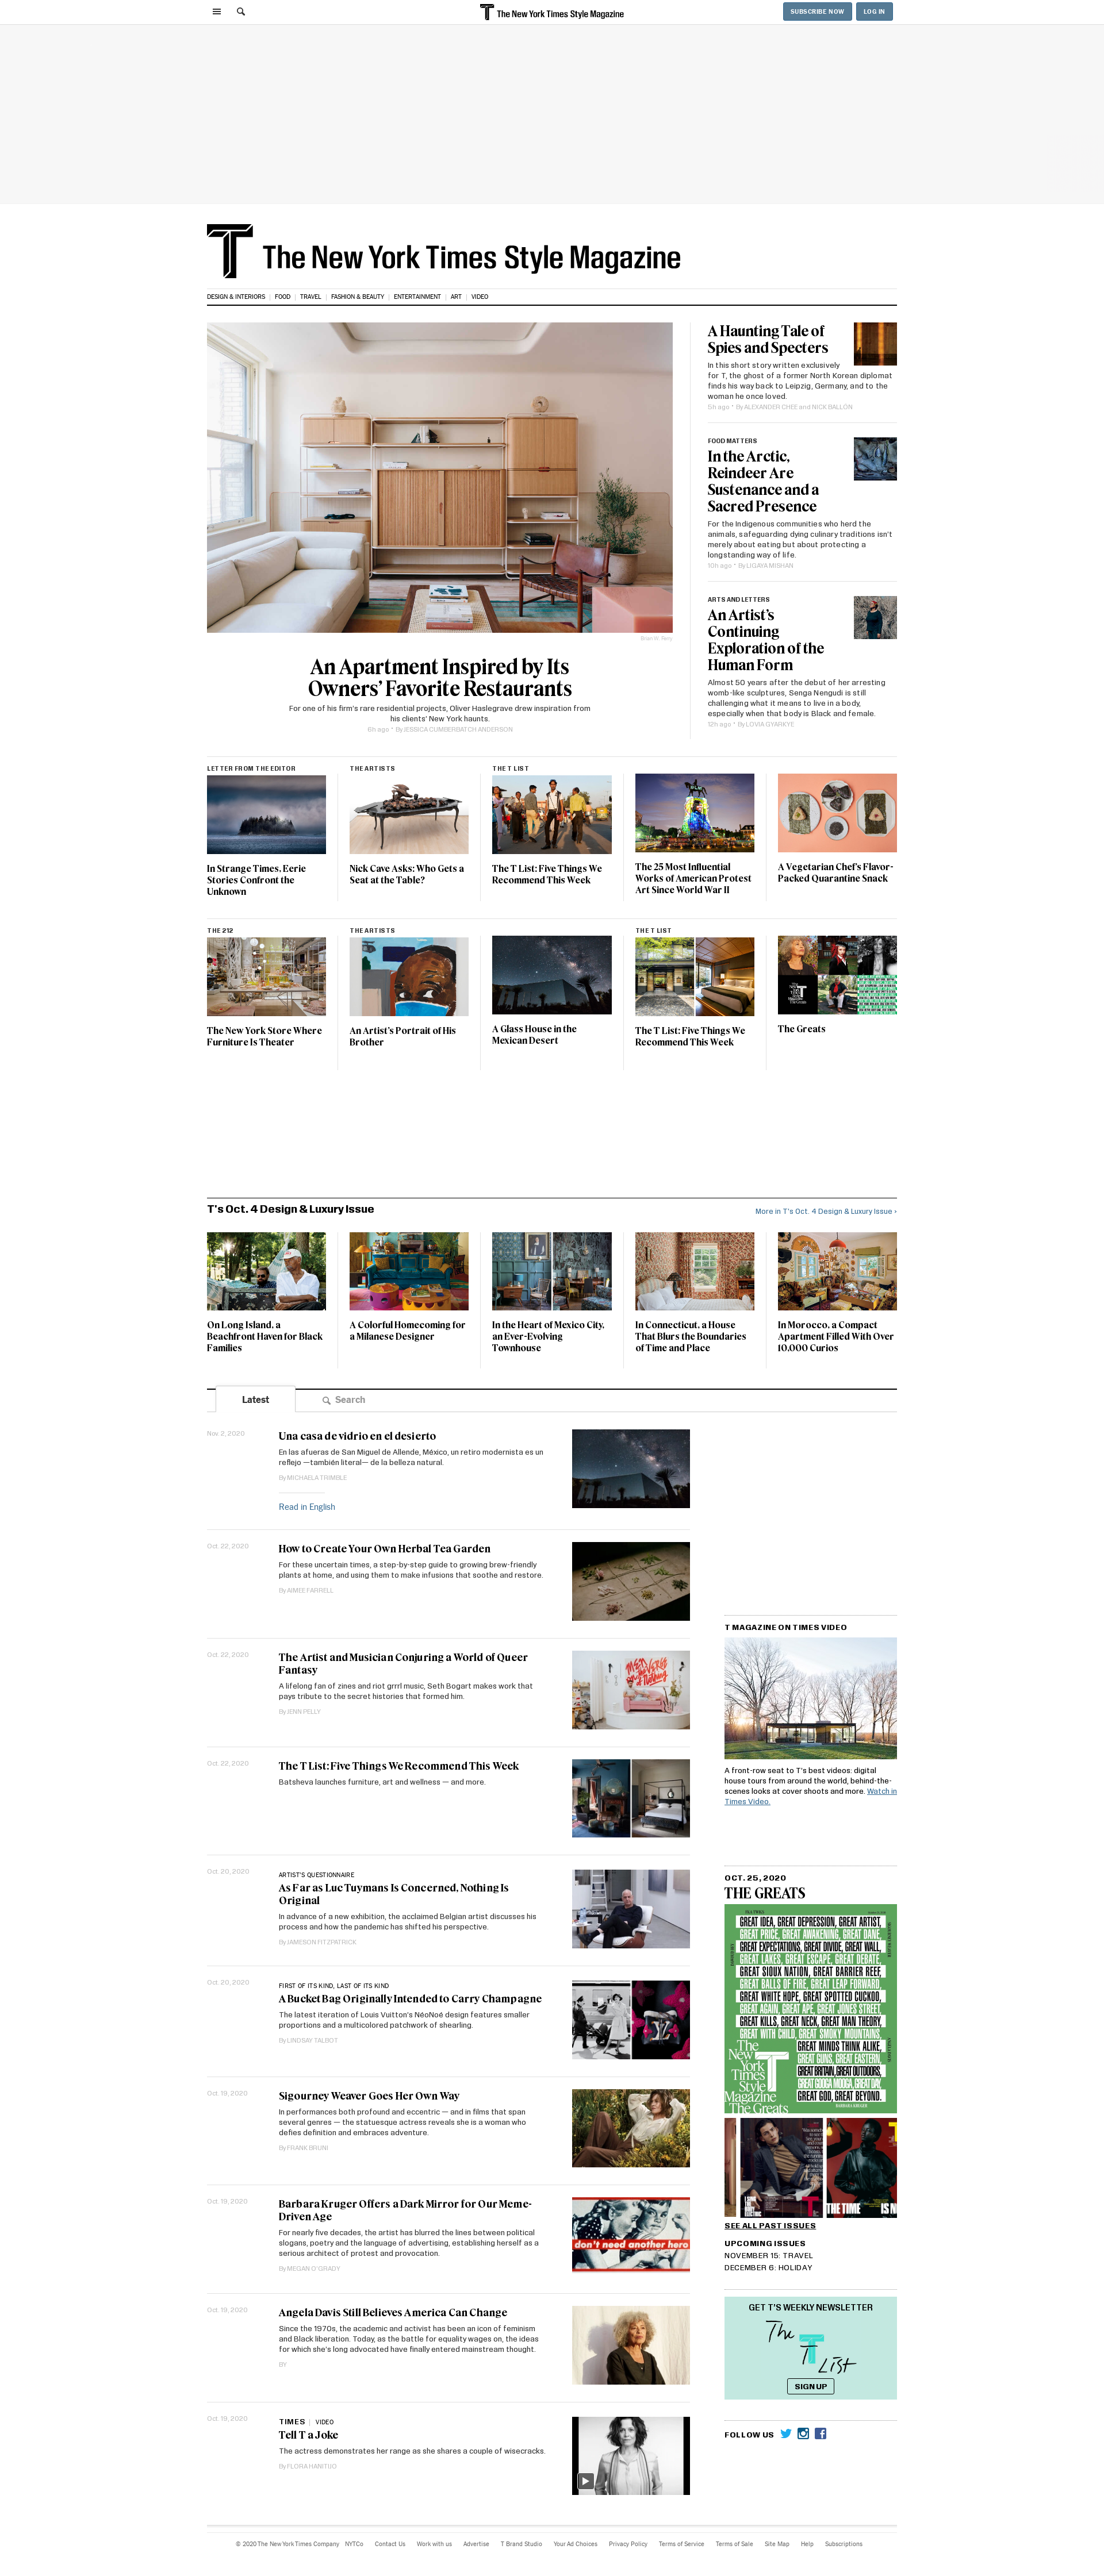 The New York Times Style Magazine
SUBSCRIBE NOW
LOG IN
The New York Times Style Magazine
DESIGN & INTERIORS | FOOD | TRAVEL | FASHION & BEAUTY | ENTERTAINMENT | ART | VIDEO
An Apartment Inspired by Its
Owners’ Favorite Restaurants
For one of his firm’s rare residential projects, Oliver Haslegrave drew inspiration from
his clients’ New York haunts.
6h ago • By JESSICA CUMBERBATCH ANDERSON
A Haunting Tale of
Spies and Specters
In this short story written exclusively
for T, the ghost of a former North Korean diplomat
finds his way back to Leipzig, Germany, and to the
woman he once loved.
5h ago • By ALEXANDER CHEE and NICK BALLÓN
FOOD MATTERS
In the Arctic,
Reindeer Are
Sustenance and a
Sacred Presence
For the Indigenous communities who herd the
animals, safeguarding dying culinary traditions isn’t
merely about eating but about protecting a
longstanding way of life.
10h ago • By LIGAYA MISHAN
ARTS AND LETTERS
An Artist’s
Continuing
Exploration of the
Human Form
Almost 50 years after the debut of her arresting
womb-like sculptures, Senga Nengudi is still
challenging what it means to live in a body,
especially when that body is Black and female.
12h ago • By LOVIA GYARKYE
LETTER FROM THE EDITOR
In Strange Times, Eerie
Stories Confront the
Unknown
THE ARTISTS
Nick Cave Asks: Who Gets a
Seat at the Table?
THE T LIST
The T List: Five Things We
Recommend This Week
The 25 Most Influential
Works of American Protest
Art Since World War II
A Vegetarian Chef’s Flavor-
Packed Quarantine Snack
THE 212
The New York Store Where
Furniture Is Theater
THE ARTISTS
An Artist’s Portrait of His
Brother
A Glass House in the
Mexican Desert
THE T LIST
The T List: Five Things We
Recommend This Week
The Greats
T's Oct. 4 Design & Luxury Issue
More in T's Oct. 4 Design & Luxury Issue ›
On Long Island, a
Beachfront Haven for Black
Families
A Colorful Homecoming for
a Milanese Designer
In the Heart of Mexico City,
an Ever-Evolving
Townhouse
In Connecticut, a House
That Blurs the Boundaries
of Time and Place
In Morocco, a Compact
Apartment Filled With Over
10,000 Curios
Latest
Search
Nov. 2, 2020
Una casa de vidrio en el desierto
En las afueras de San Miguel de Allende, México, un retiro modernista es un
reflejo —también literal— de la belleza natural.
By MICHAELA TRIMBLE
Read in English
Oct. 22, 2020
How to Create Your Own Herbal Tea Garden
For these uncertain times, a step-by-step guide to growing brew-friendly
plants at home, and using them to make infusions that soothe and restore.
By AIMEE FARRELL
Oct. 22, 2020
The Artist and Musician Conjuring a World of Queer
Fantasy
A lifelong fan of zines and riot grrrl music, Seth Bogart makes work that
pays tribute to the secret histories that formed him.
By JENN PELLY
Oct. 22, 2020
The T List: Five Things We Recommend This Week
Batsheva launches furniture, art and wellness — and more.
Oct. 20, 2020
ARTIST'S QUESTIONNAIRE
As Far as Luc Tuymans Is Concerned, Nothing Is
Original
In advance of a new exhibition, the acclaimed Belgian artist discusses his
process and how the pandemic has shifted his perspective.
By JAMESON FITZPATRICK
Oct. 20, 2020
FIRST OF ITS KIND, LAST OF ITS KIND
A Bucket Bag Originally Intended to Carry Champagne
The latest iteration of Louis Vuitton’s NéoNoé design features smaller
proportions and a multicolored patchwork of shearling.
By LINDSAY TALBOT
Oct. 19, 2020
Sigourney Weaver Goes Her Own Way
In performances both profound and eccentric — and in films that span
several genres — the statuesque actress reveals she is a woman who
defies definition and embraces adventure.
By FRANK BRUNI
Oct. 19, 2020
Barbara Kruger Offers a Dark Mirror for Our Meme-
Driven Age
For nearly five decades, the artist has blurred the lines between political
slogans, poetry and the language of advertising, establishing herself as a
serious architect of protest and provocation.
By MEGAN O’GRADY
don't need another hero
Oct. 19, 2020
Angela Davis Still Believes America Can Change
Since the 1970s, the academic and activist has been an icon of feminism
and Black liberation. Today, as the battle for equality wages on, the ideas
for which she’s long advocated have finally entered mainstream thought.
BY
Oct. 19, 2020
TIMES | VIDEO
Tell T a Joke
The actress demonstrates her range as she shares a couple of wisecracks.
By FLORA HANITIJO
T MAGAZINE ON TIMES VIDEO
A front-row seat to T’s best videos: digital
house tours from around the world, behind-the-
scenes looks at cover shoots and more. Watch in
Times Video.
OCT. 25, 2020
THE GREATS
GREAT IDEA, GREAT DEPRESSION, GREAT ARTIST,
GREAT APE, GREAT AWAKENING, GREAT DANE,
GREAT EXPECTATIONS, GREAT DIVIDE, GREAT WALL,
GREAT LAKES, GREAT ESCAPE, GREAT DEBATE,
GREAT SIOUX NATION, GREAT BARRIER REEF,
GREAT BALLS OF FIRE, GREAT LEAP FORWARD,
GREAT WHITE HOPE, GREAT SPOTTED CUCKOO,
GREAT AGAIN, GREAT APE, GREAT JONES STREET,
GREAT KILLS, GREAT NECK, GREAT MAN THEORY,
GREAT WITH CHILD, GREAT SMOKY MOUNTAINS,
GREAT MINDS THINK ALIKE,
GREAT GUNS, GREAT EASTERN,
GREAT BRITAIN, GREAT OUTDOORS,
GREAT GOOGA MOOGA, GREAT DAY,
GREAT GOD, GREAT BEYOND.
The New York Times Style Magazine
The Greats
BARBARA KRUGER
THE TIME IS N
SEE ALL PAST ISSUES
UPCOMING ISSUES
NOVEMBER 15: TRAVEL
DECEMBER 6: HOLIDAY
GET T'S WEEKLY NEWSLETTER
The T List
SIGN UP
FOLLOW US
© 2020 The New York Times Company NYTCo Contact Us Work with us Advertise T Brand Studio Your Ad Choices Privacy Policy Terms of Service Terms of Sale Site Map Help Subscriptions